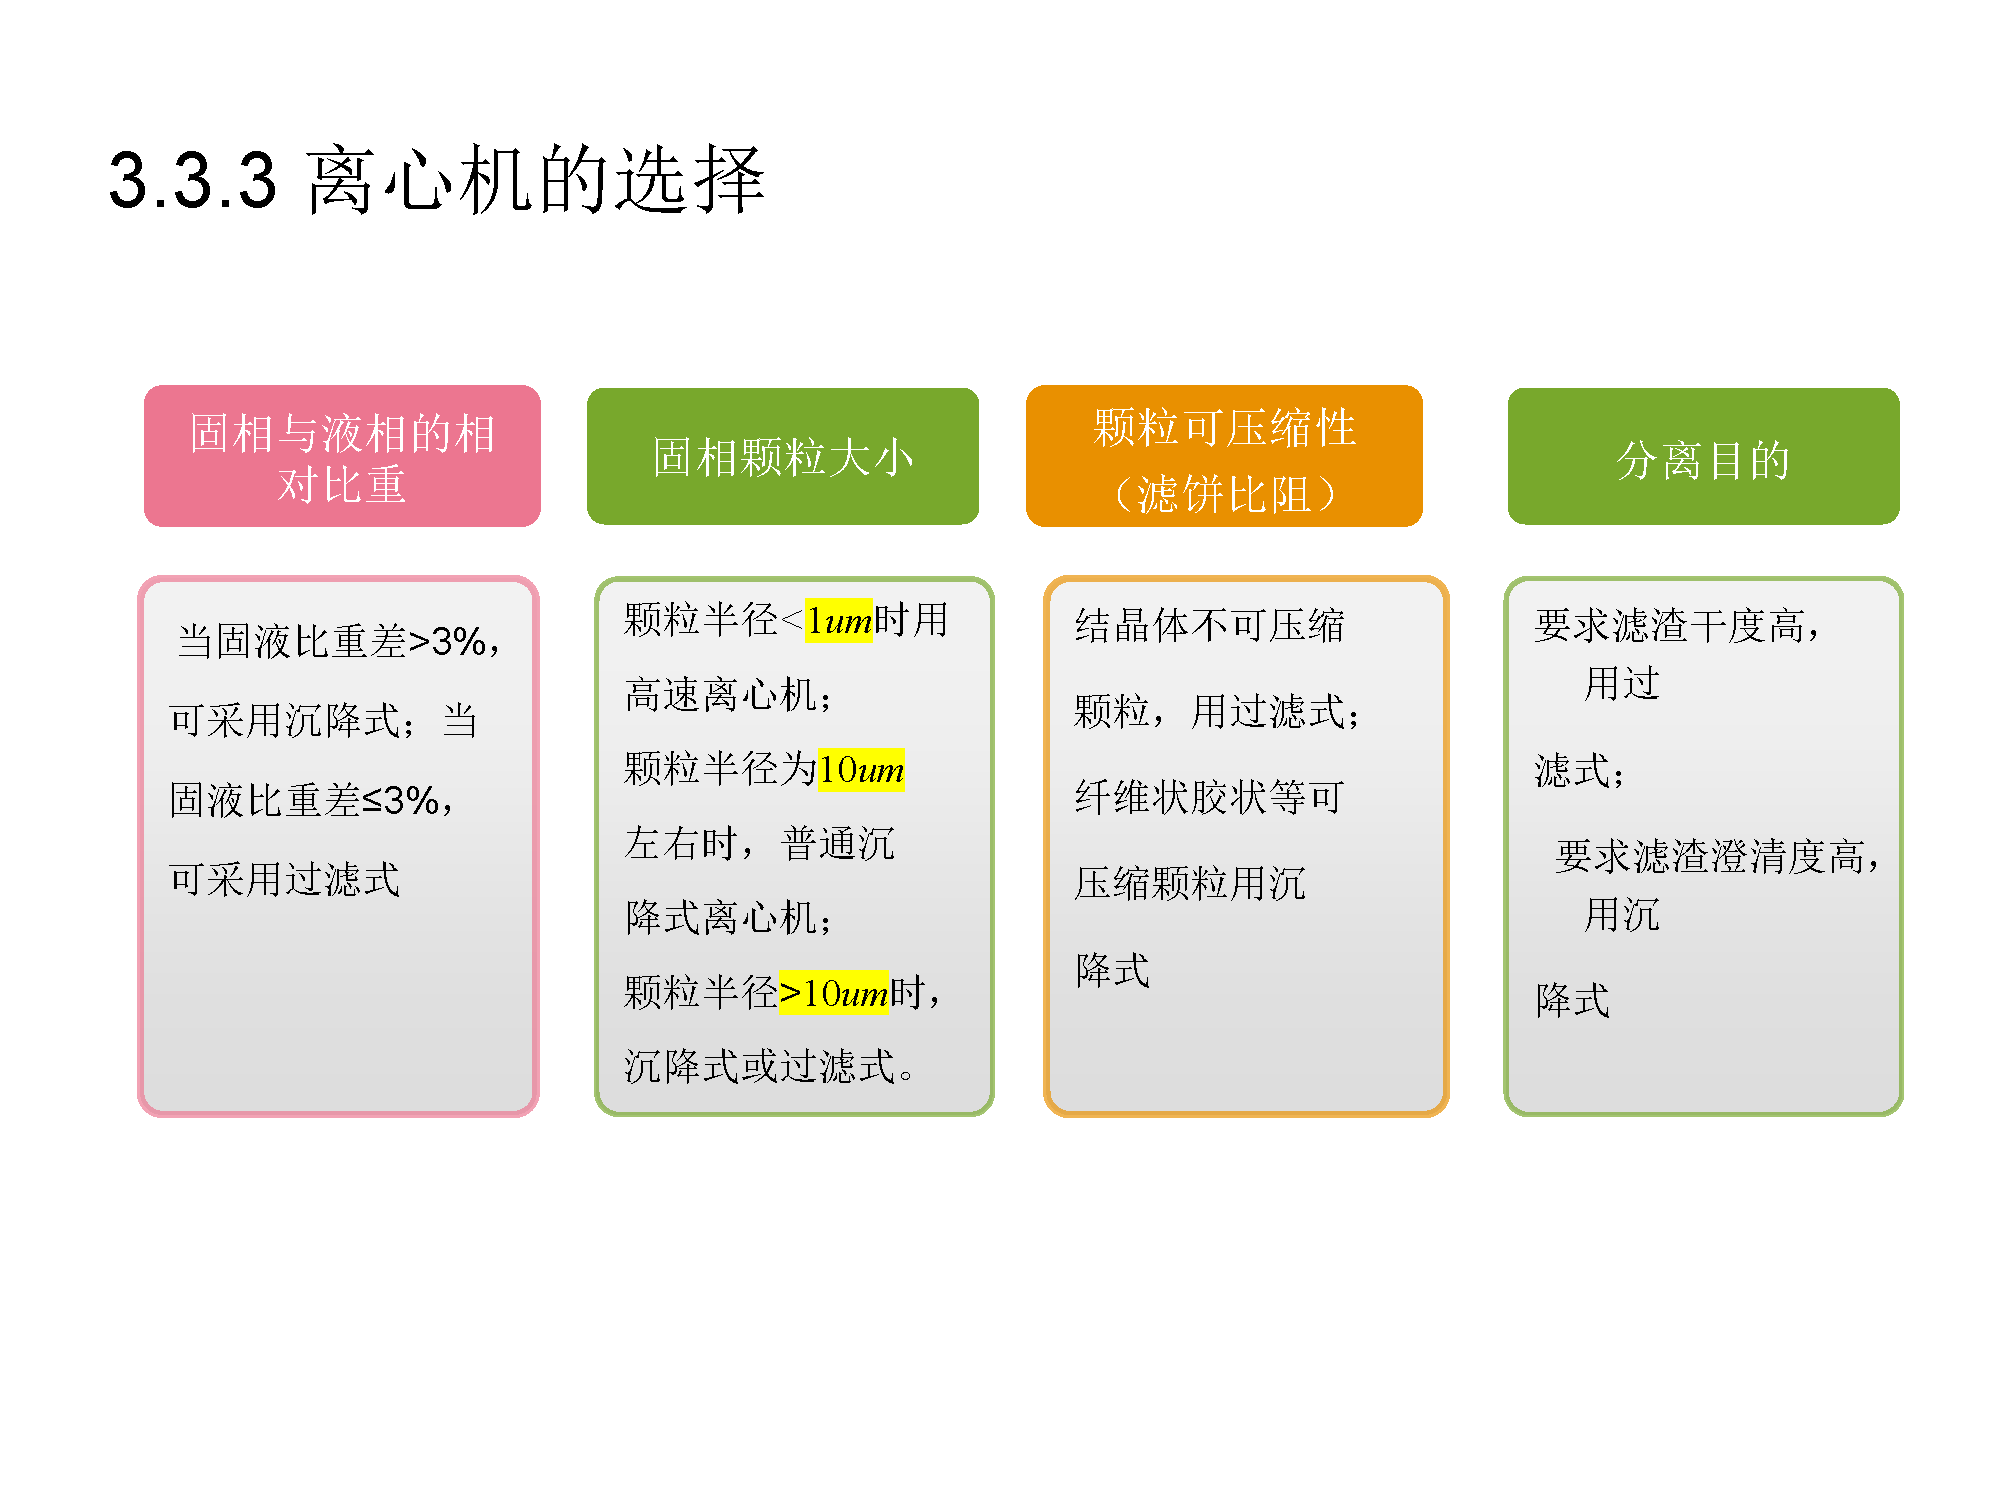 3.3.3 离心机的选择
固相与液相的相
对比重
当固液比重差>3%，
可采用沉降式；当
固液比重差≤3%，
可采用过滤式
固相颗粒大小
颗粒半径<1um时用
高速离心机；
颗粒半径为10um
左右时，普通沉
降式离心机；
颗粒半径>10um时，
沉降式或过滤式。
颗粒可压缩性
（滤饼比阻）
结晶体不可压缩
颗粒，用过滤式；
纤维状胶状等可
压缩颗粒用沉
降式
分离目的
要求滤渣干度高，
用过
滤式；
要求滤渣澄清度高，
用沉
降式